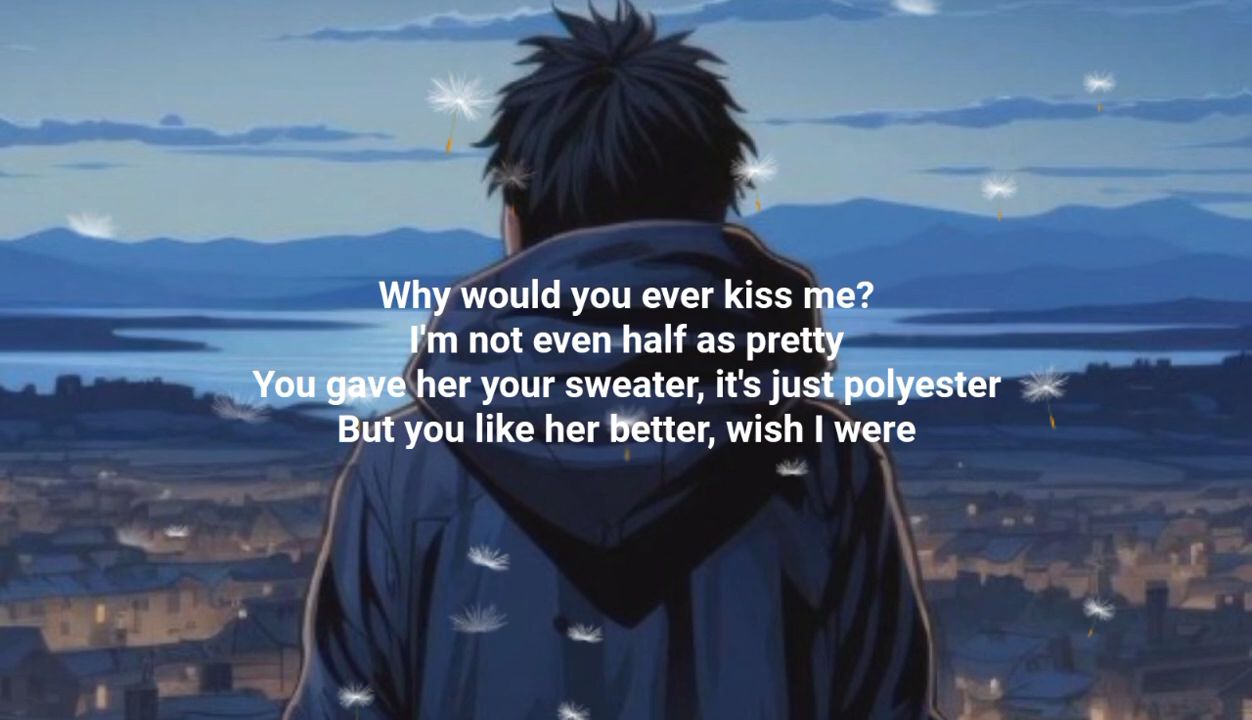 Why would you ever kiss me?
I'm not even half as pretty
You gave her your sweater, it's just polyester
But you like her better, wish I were